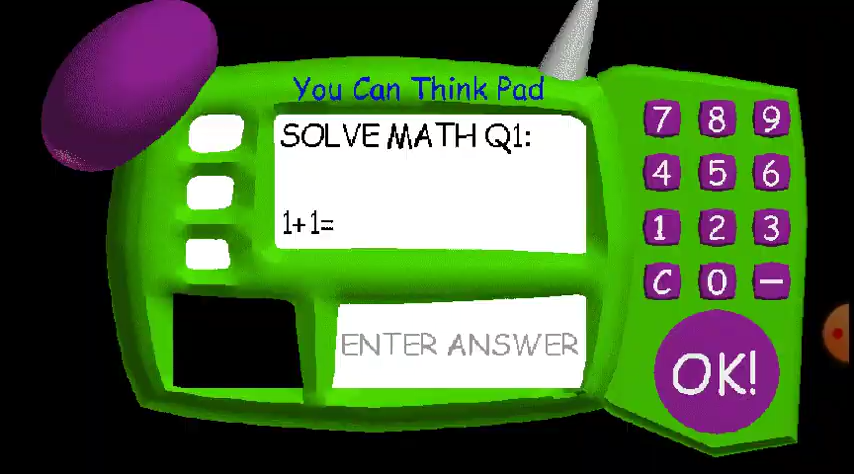 You Can Think Pad
SOLVE MATH Q1:
1+1=
ENTER ANSWER
7 8 9
4 5 6
1 2 3
C 0 −
OK!